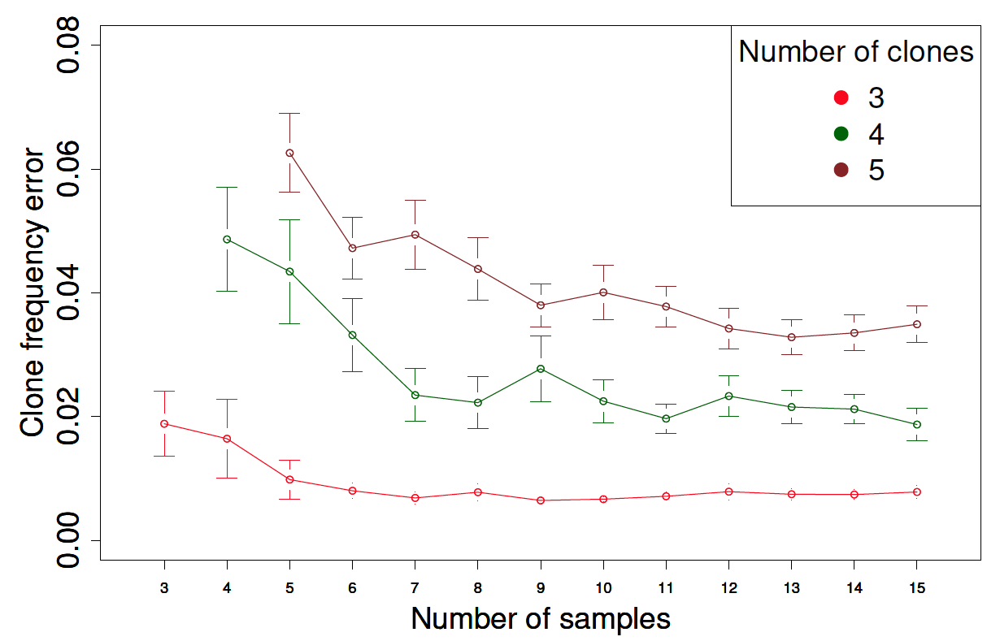 Number of clones
3
4
5
Clone frequency error
0.08
0.06
0.04
0.02
0.00
3 4 5 6 7 8 9 10 11 12 13 14 15
Number of samples